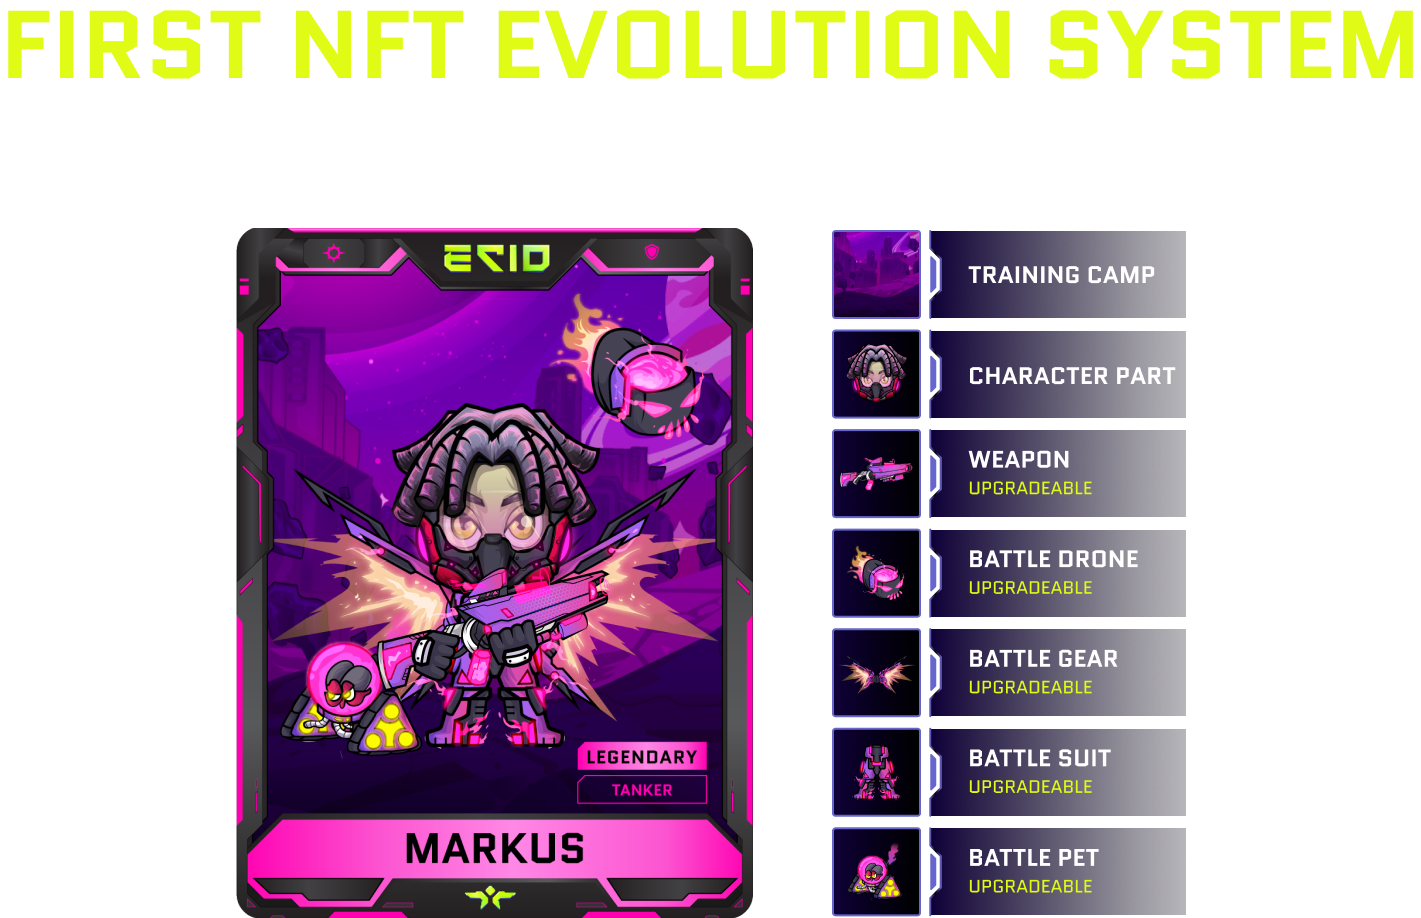 FIRST NFT EVOLUTION SYSTEM
LEGENDARY
TANKER
MARKUS
TRAINING CAMP
CHARACTER PART
WEAPON
UPGRADEABLE
BATTLE DRONE
UPGRADEABLE
BATTLE GEAR
UPGRADEABLE
BATTLE SUIT
UPGRADEABLE
BATTLE PET
UPGRADEABLE